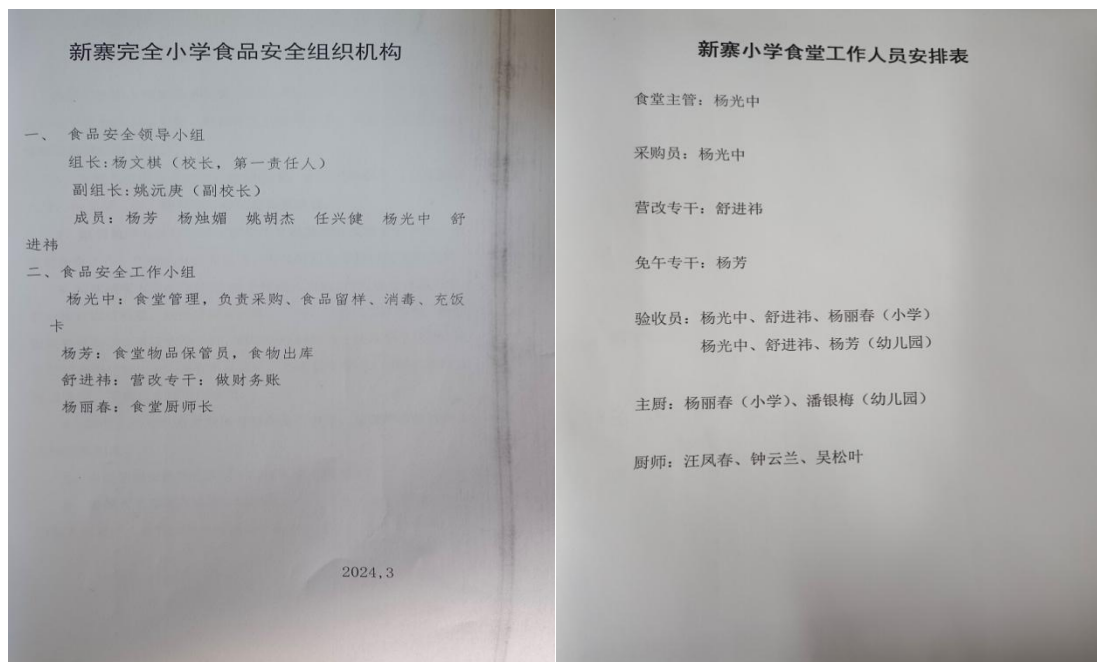 新寨完全小学食品安全组织机构
一、 食品安全领导小组
组长:杨文棋（校长，第一责任人）
副组长:姚沅庚（副校长）
成员：杨芳 杨烛媚 姚胡杰 任兴健 杨光中 舒
进祎
二、食品安全工作小组
杨光中：食堂管理，负责采购、食品留样、消毒、充饭
卡
杨芳：食堂物品保管员，食物出库
舒进祎：营改专干：做财务账
杨丽春：食堂厨师长
2024,3
新寨小学食堂工作人员安排表
食堂主管：杨光中
采购员：杨光中
营改专干：舒进祎
免午专干：杨芳
验收员：杨光中、舒进祎、杨丽春（小学）
杨光中、舒进祎、杨芳（幼儿园）
主厨：杨丽春（小学）、潘银梅（幼儿园）
厨师：汪凤春、钟云兰、吴松叶